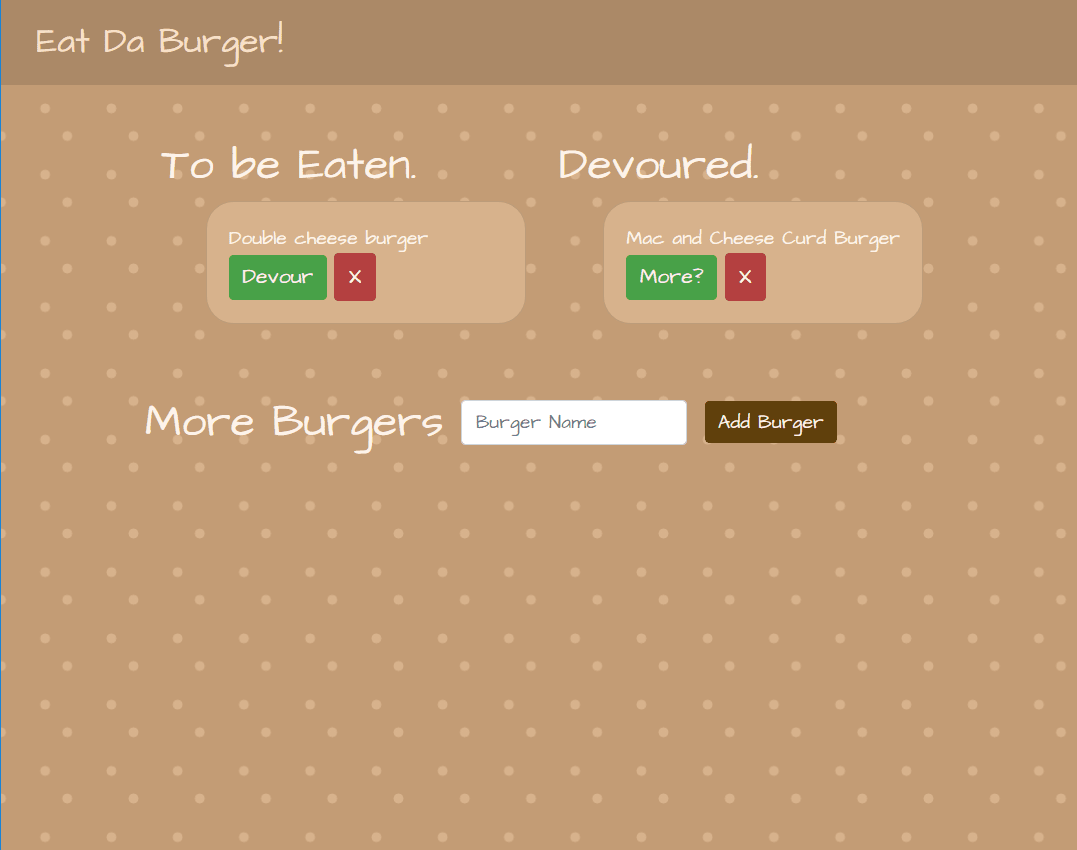 Eat Da Burger!
To be Eaten.
Double cheese burger
Devour X
Devoured.
Mac and Cheese Curd Burger
More? X
More Burgers Burger Name Add Burger